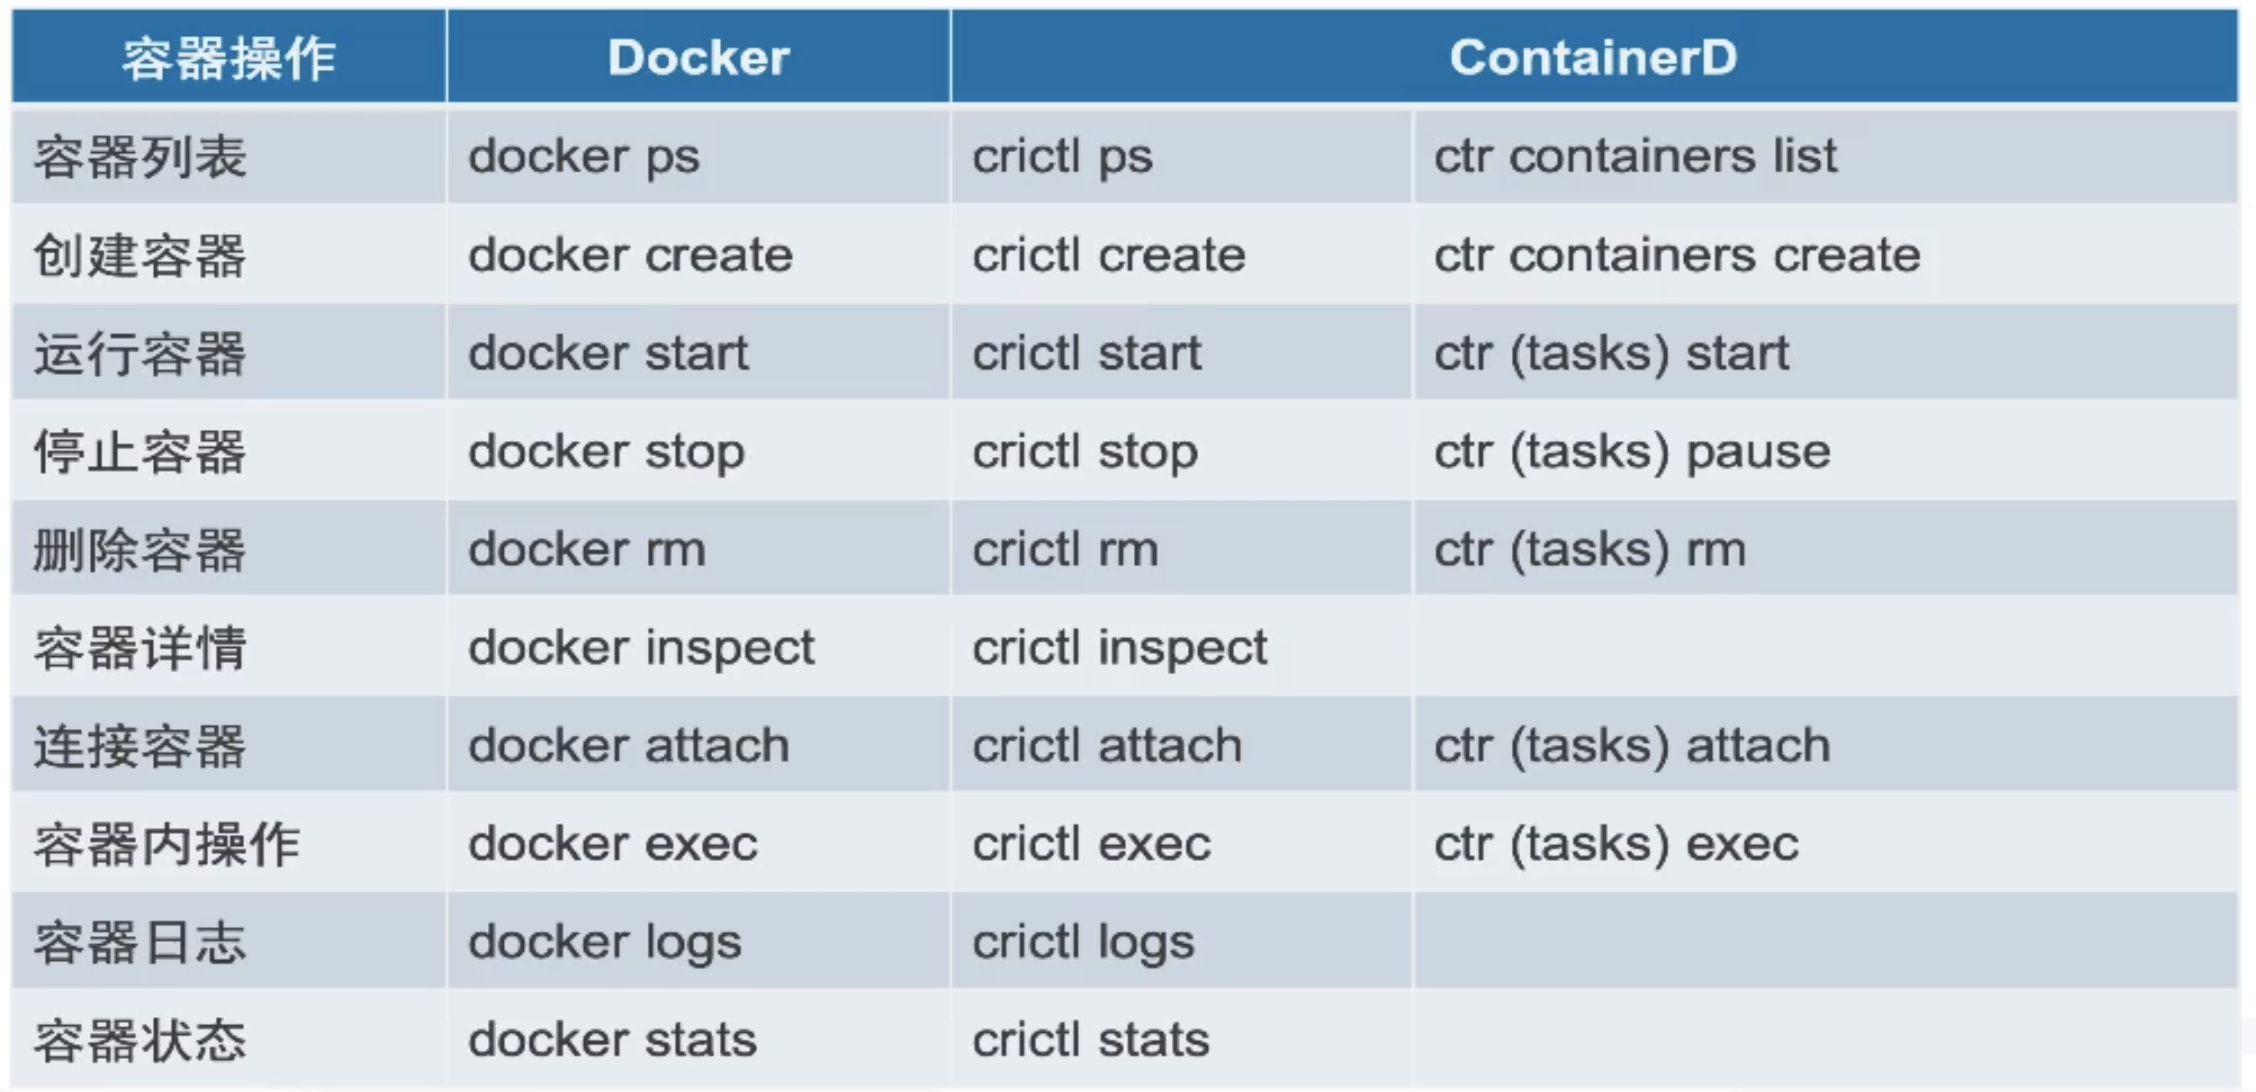 容器操作 Docker ContainerD
容器列表 docker ps crictl ps ctr containers list
创建容器 docker create crictl create ctr containers create
运行容器 docker start crictl start ctr (tasks) start
停止容器 docker stop crictl stop ctr (tasks) pause
删除容器 docker rm crictl rm ctr (tasks) rm
容器详情 docker inspect crictl inspect
连接容器 docker attach crictl attach ctr (tasks) attach
容器内操作 docker exec crictl exec ctr (tasks) exec
容器日志 docker logs crictl logs
容器状态 docker stats crictl stats